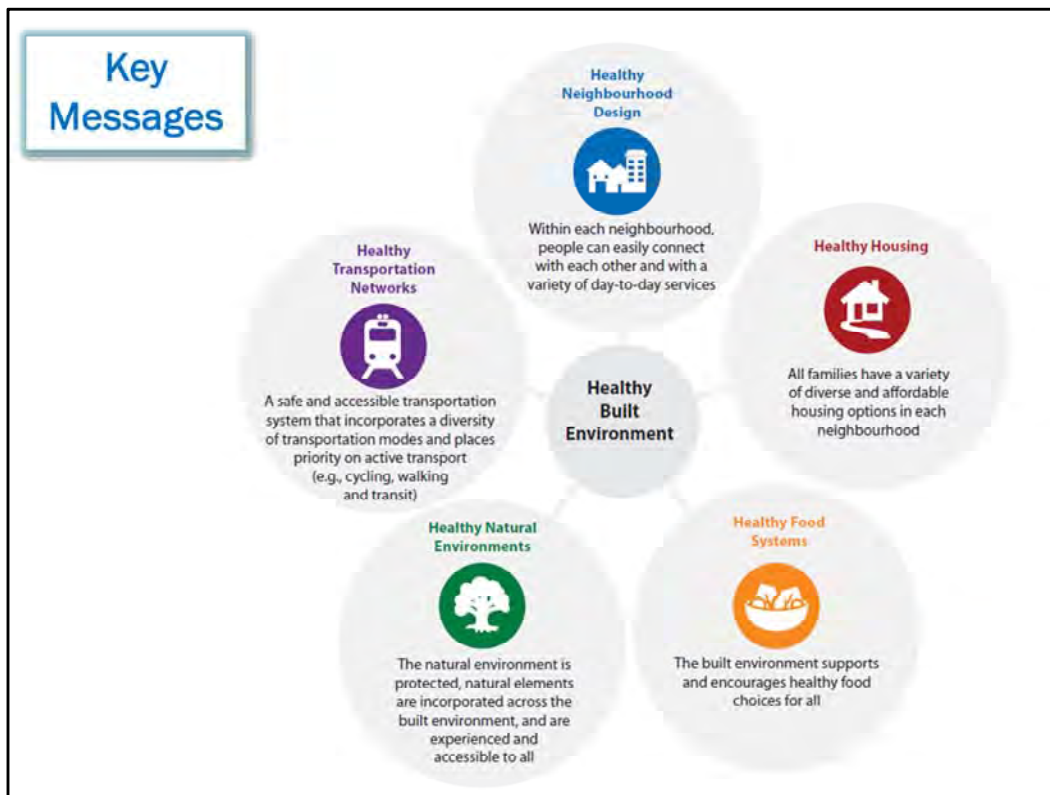 Key
Messages
Healthy
Neighbourhood
Design
Within each neighbourhood,
people can easily connect
with each other and with a
variety of day-to-day services
Healthy
Transportation
Networks
A safe and accessible transportation
system that incorporates a diversity
of transportation modes and places
priority on active transport
(e.g., cycling, walking
and transit)
Healthy Housing
All families have a variety
of diverse and affordable
housing options in each
neighbourhood
Healthy
Built
Environment
Healthy Natural
Environments
The natural environment is
protected, natural elements
are incorporated across the
built environment, and are
experienced and
accessible to all
Healthy Food
Systems
The built environment supports
and encourages healthy food
choices for all